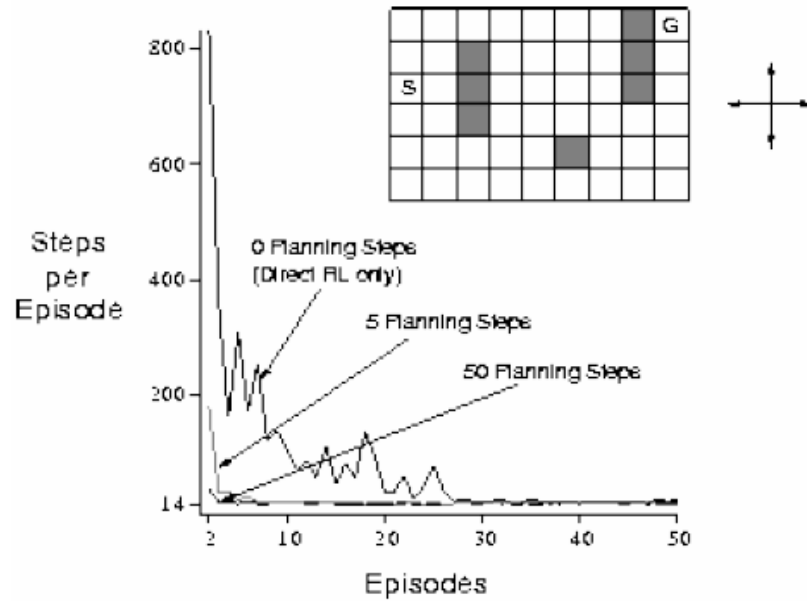 800
G
S
600
Steps
per
Episode
0 Planning Steps
(Direct RL only)
400
5 Planning Steps
50 Planning Steps
200
14
2 10 20 30 40 50
Episodes